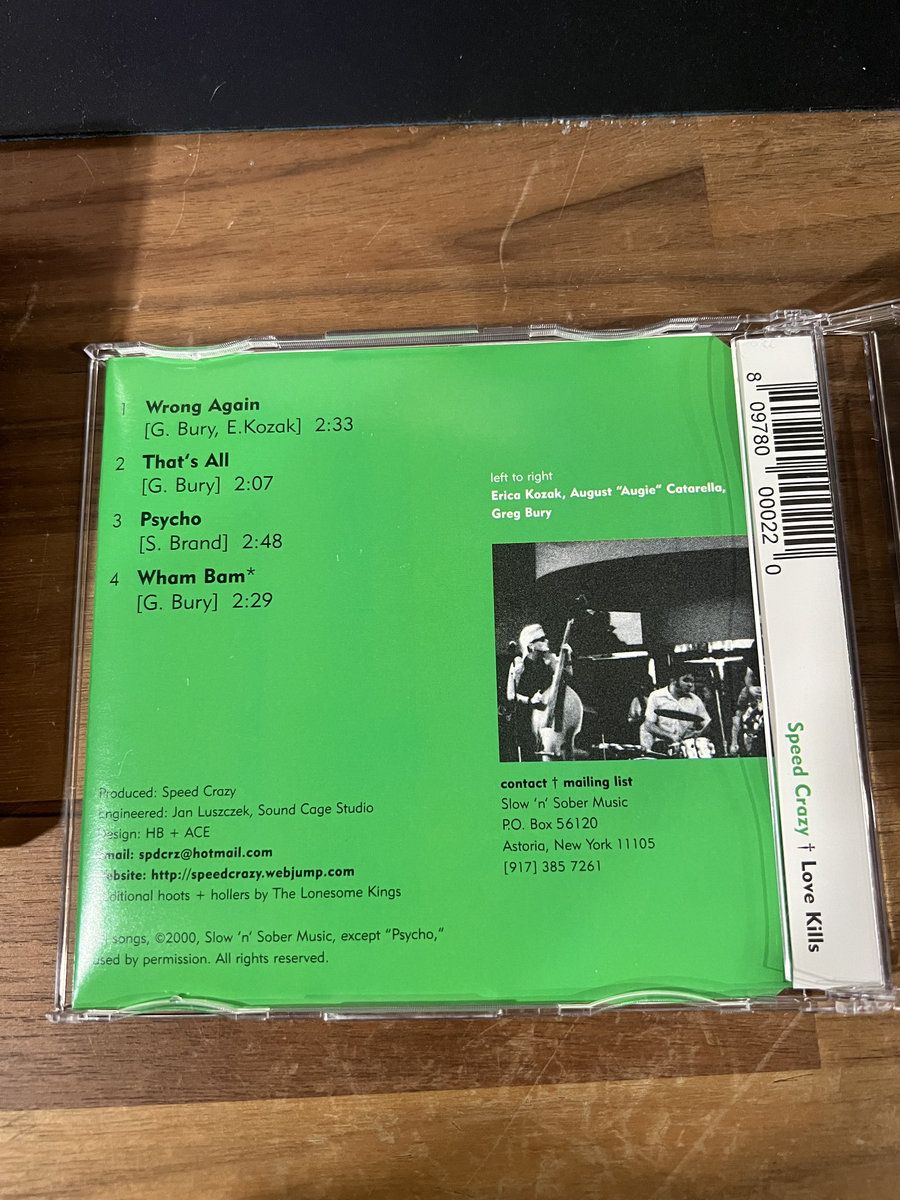 1 Wrong Again
[G. Bury, E.Kozak] 2:33
2 That's All
[G. Bury] 2:07
3 Psycho
[S. Brand] 2:48
4 Wham Bam*
[G. Bury] 2:29
left to right
Erica Kozak, August "Augie" Catarella,
Greg Bury
Produced: Speed Crazy
Engineered: Jan Luszczek, Sound Cage Studio
Design: HB + ACE
email: spdcrz@hotmail.com
website: http://speedcrazy.webjump.com
ditional hoots + hollers by The Lonesome Kings
songs, ©2000, Slow 'n' Sober Music, except "Psycho,"
used by permission. All rights reserved.
contact † mailing list
Slow 'n' Sober Music
P.O. Box 56120
Astoria, New York 11105
[917] 385 7261
8 09780 00022 0
Speed Crazy † Love Kills